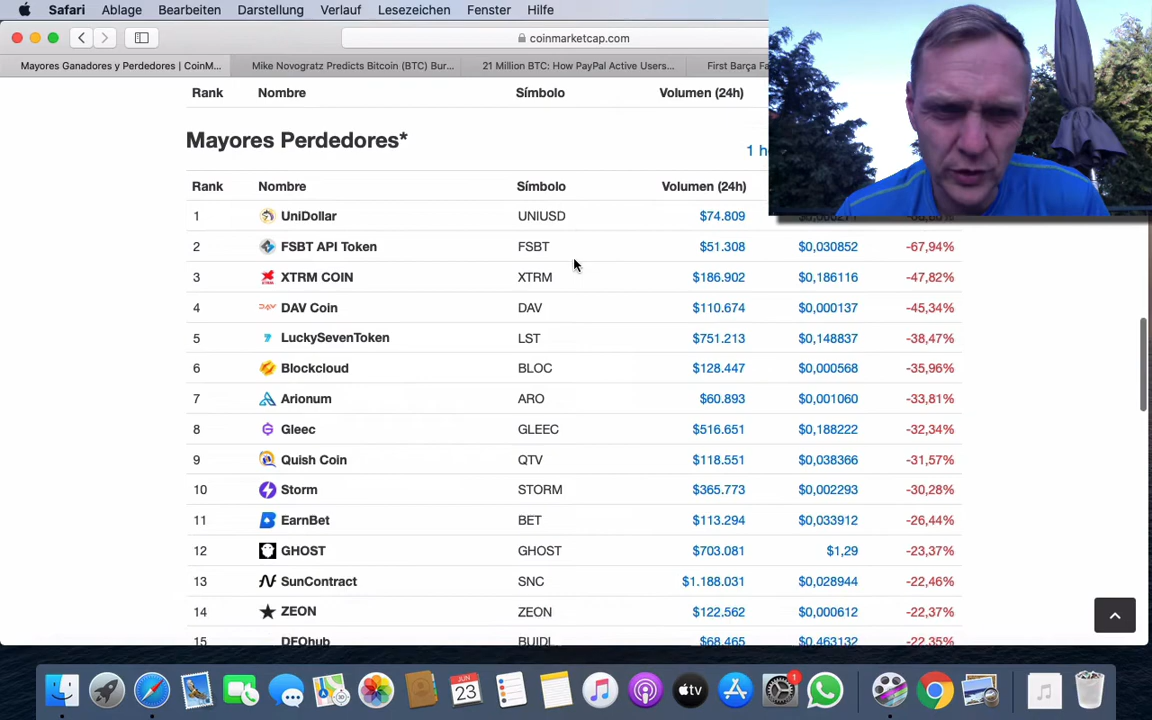 Safari Ablage Bearbeiten Darstellung Verlauf Lesezeichen Fenster Hilfe
coinmarketcap.com
Mayores Ganadores y Perdedores | CoinM... Mike Novogratz Predicts Bitcoin (BTC) Bur... 21 Million BTC: How PayPal Active Users... First Barça Fa
Rank Nombre Símbolo Volumen (24h)
Mayores Perdedores*
1 h
Rank Nombre Símbolo Volumen (24h)
1 UniDollar UNIUSD $74.809
2 FSBT API Token FSBT $51.308 $0,030852 -67,94%
3 XTRM COIN XTRM $186.902 $0,186116 -47,82%
4 DAV Coin DAV $110.674 $0,000137 -45,34%
5 LuckySevenToken LST $751.213 $0,148837 -38,47%
6 Blockcloud BLOC $128.447 $0,000568 -35,96%
7 Arionum ARO $60.893 $0,001060 -33,81%
8 Gleec GLEEC $516.651 $0,188222 -32,34%
9 Quish Coin QTV $118.551 $0,038366 -31,57%
10 Storm STORM $365.773 $0,002293 -30,28%
11 EarnBet BET $113.294 $0,033912 -26,44%
12 GHOST GHOST $703.081 $1,29 -23,37%
13 SunContract SNC $1.188.031 $0,028944 -22,46%
14 ZEON ZEON $122.562 $0,000612 -22,37%
15 DFOhub BUIDL $68.465 $0,463132 -22,35%
JUN
23
tv
1